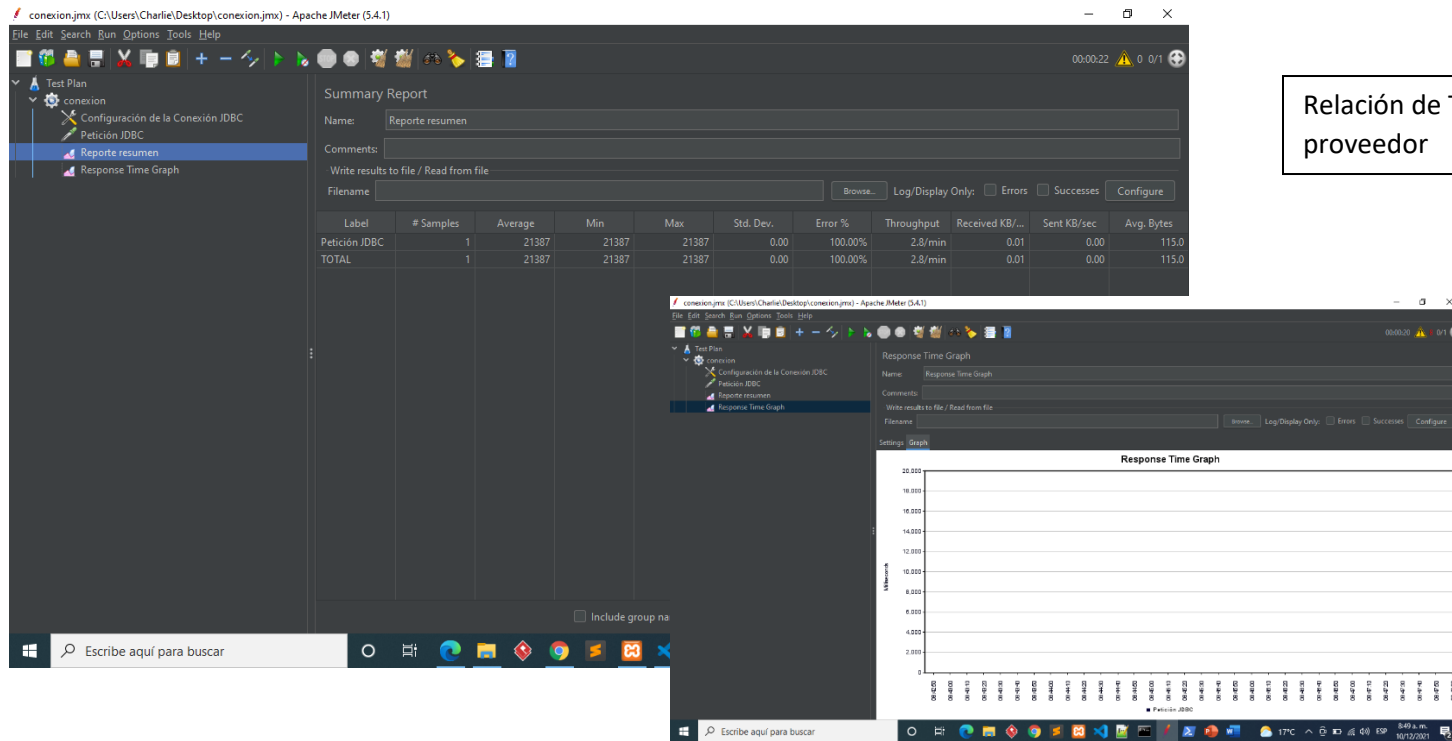 conexion.jmx (C:\Users\Charlie\Desktop\conexion.jmx) - Apache JMeter (5.4.1)
File Edit Search Run Options Tools Help
00:00:22 0 0/1
Test Plan
conexion
Configuración de la Conexión JDBC
Petición JDBC
Reporte resumen
Response Time Graph
Summary Report
Name: Reporte resumen
Comments:
Write results to file / Read from file
Filename Browse... Log/Display Only: Errors Successes Configure
Label # Samples Average Min Max Std. Dev. Error % Throughput Received KB/... Sent KB/sec Avg. Bytes
Petición JDBC 1 21387 21387 21387 0.00 100.00% 2.8/min 0.01 0.00 115.0
TOTAL 1 21387 21387 21387 0.00 100.00% 2.8/min 0.01 0.00 115.0
Include group na
Escribe aquí para buscar
Relación de T
proveedor
conexion.jmx (C:\Users\Charlie\Desktop\conexion.jmx) - Apache JMeter (5.4.1)
File Edit Search Run Options Tools Help
00:00:20 0/1
Test Plan
conexion
Configuración de la Conexión JDBC
Petición JDBC
Reporte resumen
Response Time Graph
Response Time Graph
Name: Response Time Graph
Comments:
Write results to file / Read from file
Filename Browse... Log/Display Only: Errors Successes Configure
Settings Graph
Response Time Graph
20.000
18.000
16.000
14.000
12.000
10.000
8.000
6.000
4.000
2.000
0
Milliseconds
Petición JDBC
Escribe aquí para buscar
17°C ESP 8:49 a. m.
10/12/2021